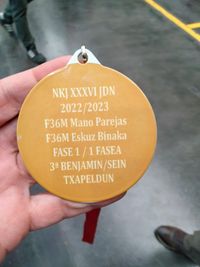 NKJ XXXVI JDN
2022/2023
F36M Mano Parejas
F36M Eskuz Binaka
FASE 1 / 1 FASEA
3ª BENJAMIN/SEIN
TXAPELDUN